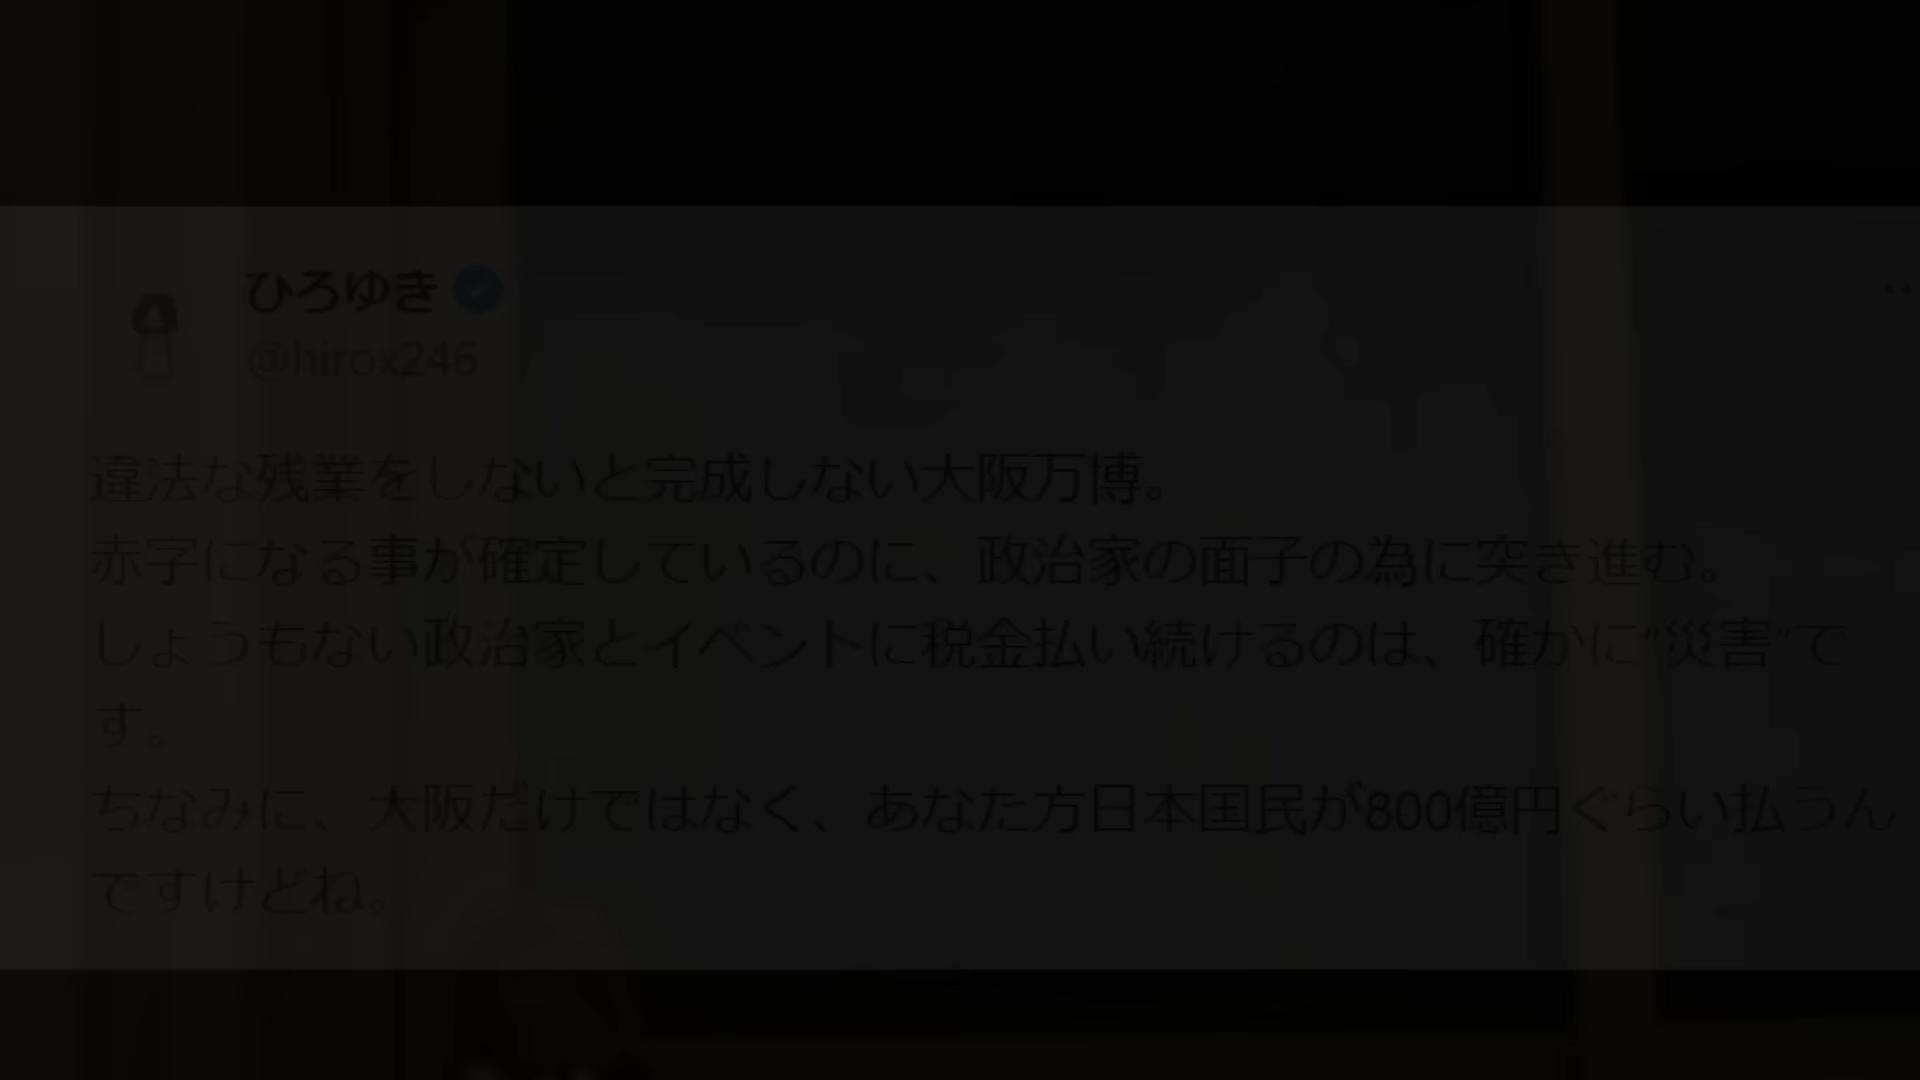 ひろゆき
@hirox246
違法な残業をしないと完成しない大阪万博。
赤字になる事が確定しているのに、政治家の面子の為に突き進む。
しょうもない政治家とイベントに税金払い続けるのは、確かに"災害"で
す。
ちなみに、大阪だけではなく、あなた方日本国民が800億円ぐらい払うん
ですけどね。